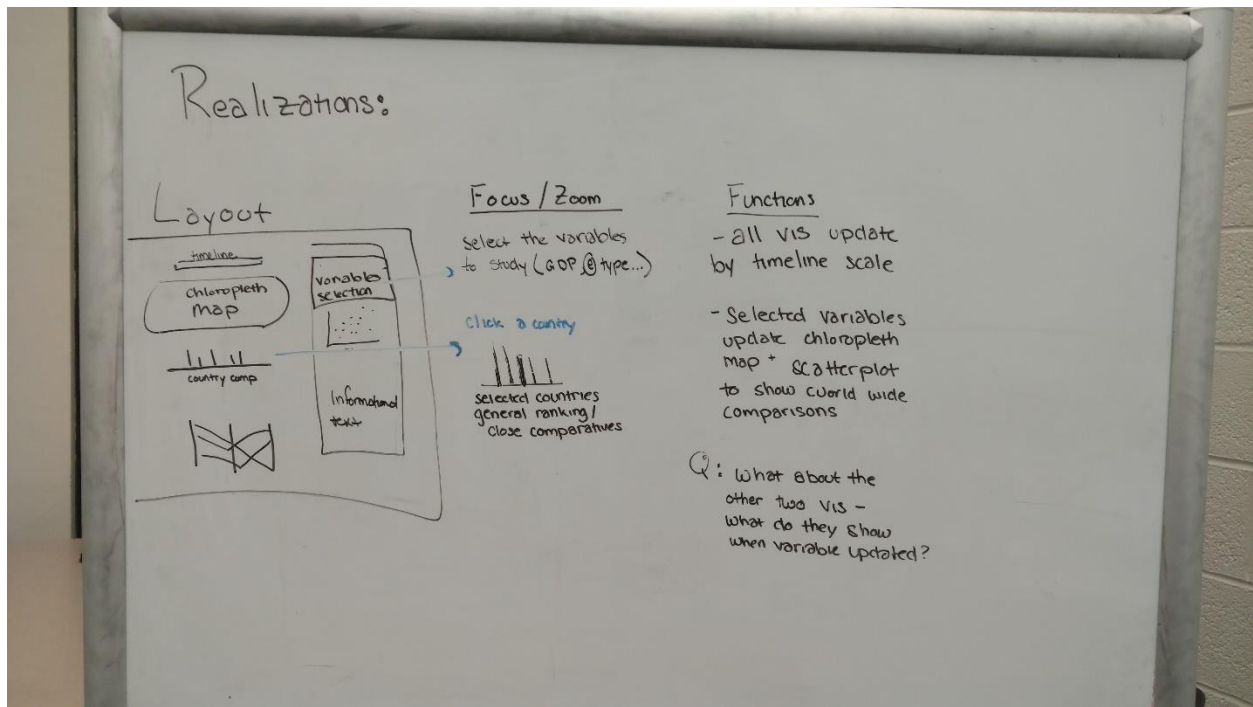 Realizations:
Layout
timeline
chloropleth
map
country comp
variables
selection
Informational
text
Focus / Zoom
Select the variables
to study (GOP, @ type...)
Click a country
selected countries
general ranking/
close comparatives
Functions
- all vis update
by timeline scale
- Selected variables
update chloropleth
map + scatterplot
to show world wide
comparisons
Q: What about the
other two vis -
what do they show
when variable updated?